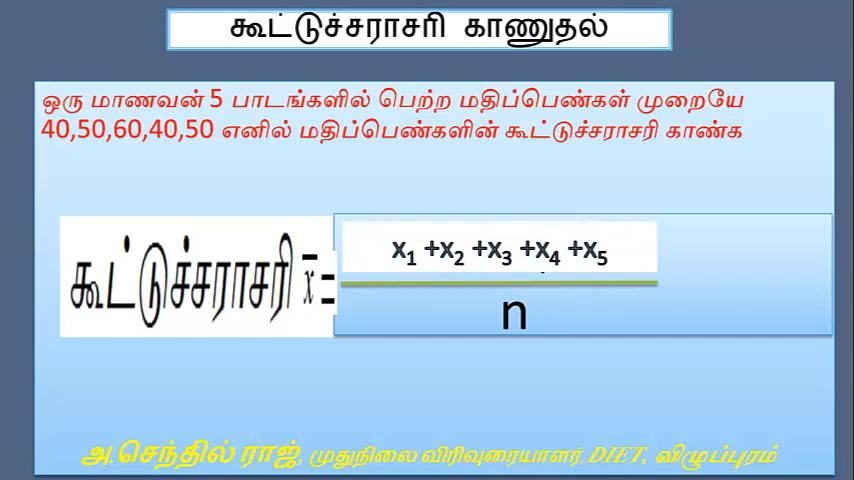 கூட்டுச்சராசரி காணுதல்
ஒரு மாணவன் 5 பாடங்களில் பெற்ற மதிப்பெண்கள் முறையே
40,50,60,40,50 எனில் மதிப்பெண்களின் கூட்டுச்சராசரி காண்க
x₁ +x₂ +x₃ +x₄ +x₅
கூட்டுச்சராசரி x̄ =
n
அ.செந்தில் ராஜ், முதுநிலை விரிவுரையாளர், DIET, விழுப்புரம்